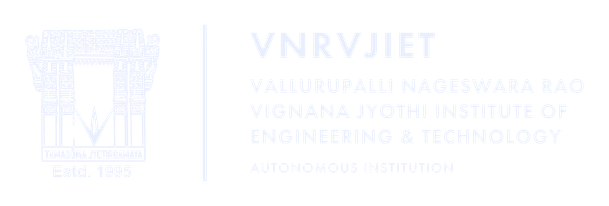 VNRVJIET
VALLURUPALLI NAGESWARA RAO
VIGNANA JYOTHI INSTITUTE OF
ENGINEERING & TECHNOLOGY
AUTONOMOUS INSTITUTION
Estd. 1995